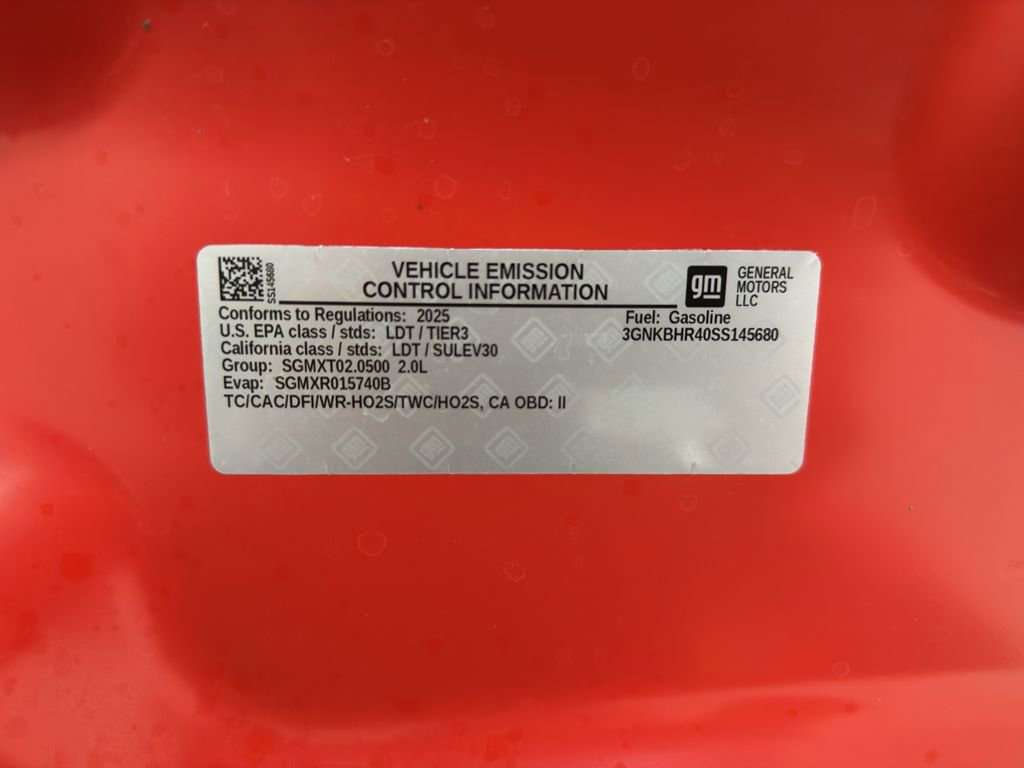 SS145680
VEHICLE EMISSION
CONTROL INFORMATION
gm
GENERAL
MOTORS
LLC
Conforms to Regulations: 2025
U.S. EPA class / stds: LDT / TIER3
California class / stds: LDT / SULEV30
Group: SGMXT02.0500 2.0L
Evap: SGMXR015740B
TC/CAC/DFI/WR-HO2S/TWC/HO2S, CA OBD: II
Fuel: Gasoline
3GNKBHR40SS145680